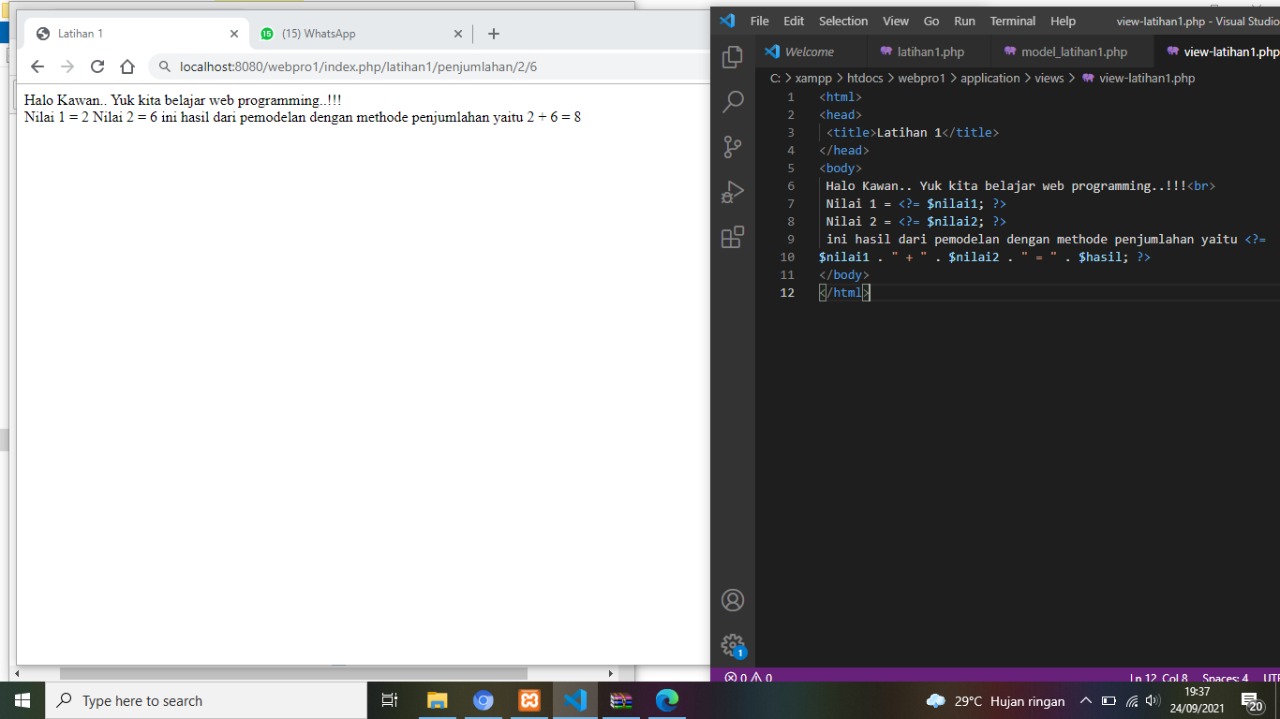 Latihan 1
(15) WhatsApp
localhost:8080/webpro1/index.php/latihan1/penjumlahan/2/6
Halo Kawan.. Yuk kita belajar web programming..!!!
Nilai 1 = 2 Nilai 2 = 6 ini hasil dari pemodelan dengan methode penjumlahan yaitu 2 + 6 = 8
File Edit Selection View Go Run Terminal Help view-latihan1.php - Visual Studio
Welcome latihan1.php model_latihan1.php view-latihan1.php
C: > xampp > htdocs > webpro1 > application > views > view-latihan1.php
1 <html>
2 <head>
3 <title>Latihan 1</title>
4 </head>
5 <body>
6 Halo Kawan.. Yuk kita belajar web programming..!!!<br>
7 Nilai 1 = <?= $nilai1; ?>
8 Nilai 2 = <?= $nilai2; ?>
9 ini hasil dari pemodelan dengan methode penjumlahan yaitu <?=
10 $nilai1 . " + " . $nilai2 . " = " . $hasil; ?>
11 </body>
12 </html>
1
0 0 Ln 12, Col 8 Spaces: 4 UTF
Type here to search
29°C Hujan ringan
19:37
24/09/2021
20